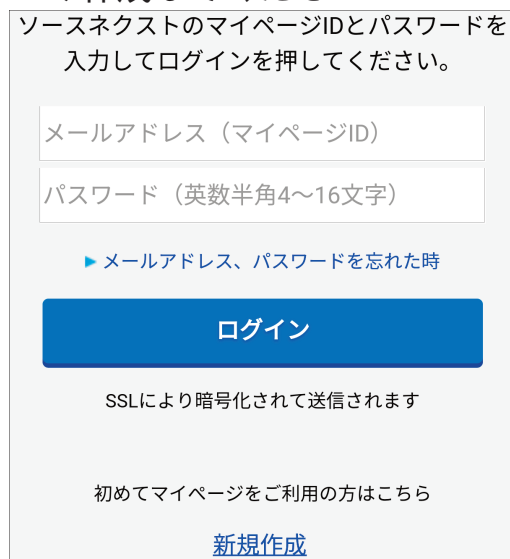 ソースネクストのマイページIDとパスワードを
入力してログインを押してください。
メールアドレス（マイページID）
パスワード（英数半角4～16文字）
メールアドレス、パスワードを忘れた時
ログイン
SSLにより暗号化されて送信されます
初めてマイページをご利用の方はこちら
新規作成